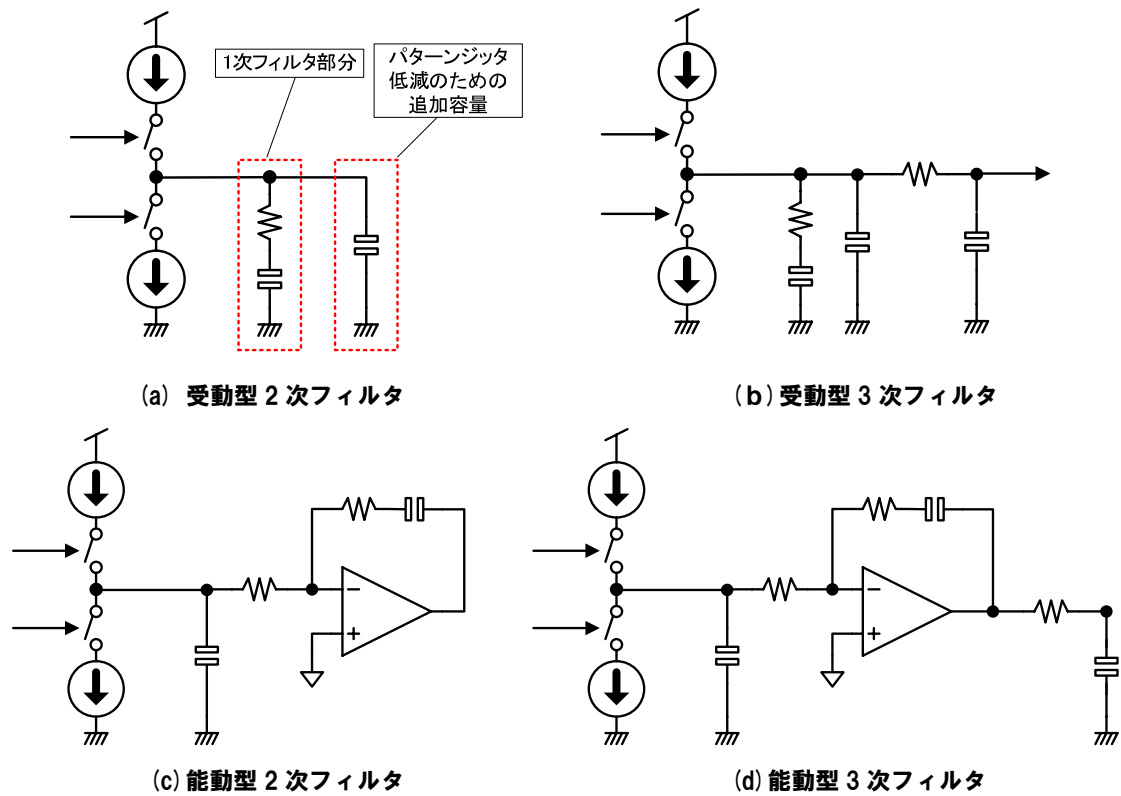 1次フィルタ部分
パターンジッタ
低減のための
追加容量
(a) 受動型 2 次フィルタ
(b) 受動型 3 次フィルタ
(c) 能動型 2 次フィルタ
(d) 能動型 3 次フィルタ